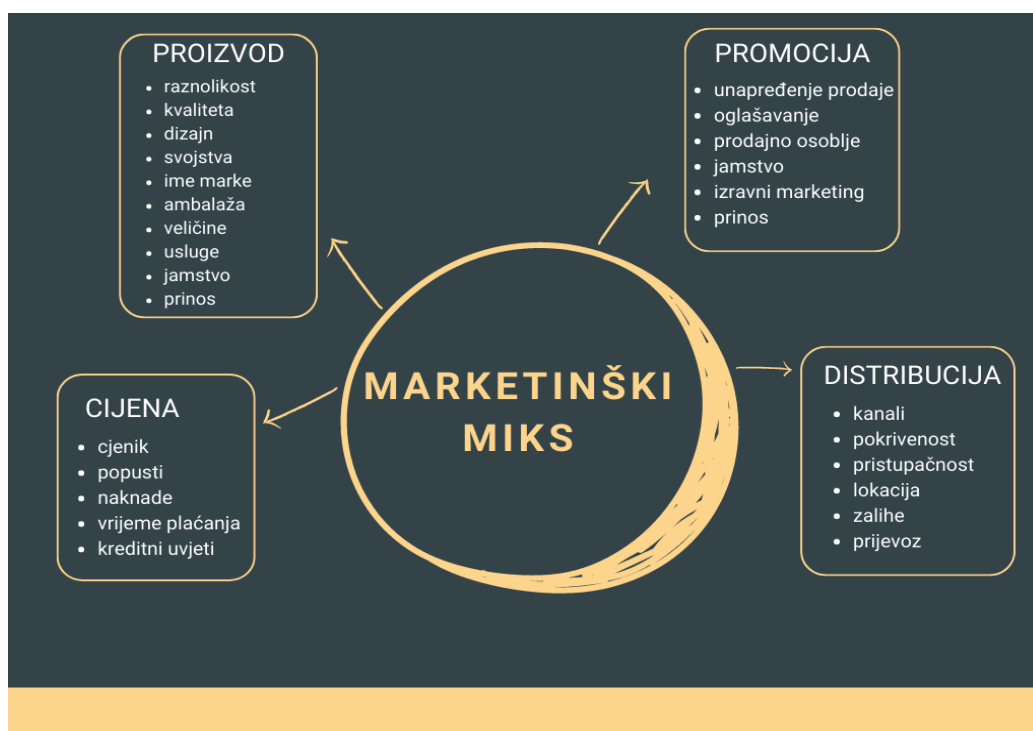 PROIZVOD
raznolikost
kvaliteta
dizajn
svojstva
ime marke
ambalaža
veličine
usluge
jamstvo
prinos
PROMOCIJA
unapređenje prodaje
oglašavanje
prodajno osoblje
jamstvo
izravni marketing
prinos
MARKETINŠKI
MIKS
CIJENA
cjenik
popusti
naknade
vrijeme plaćanja
kreditni uvjeti
DISTRIBUCIJA
kanali
pokrivenost
pristupačnost
lokacija
zalihe
prijevoz